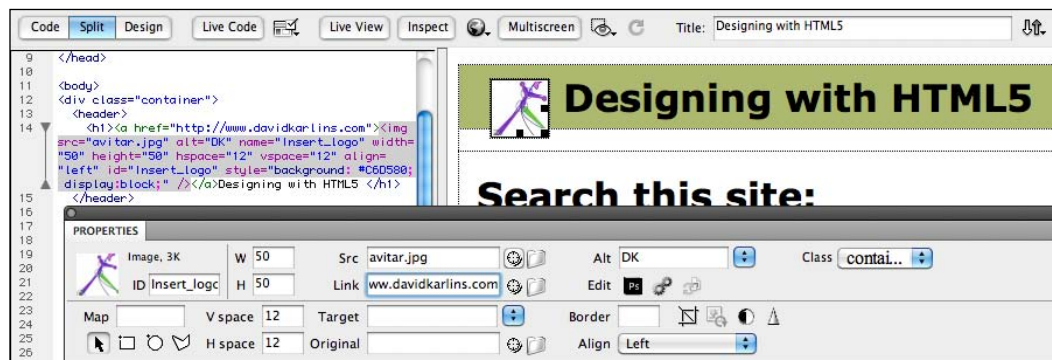 Code Split Design Live Code Live View Inspect Multiscreen Title: Designing with HTML5
9 </head>
10
11 <body>
12 <div class="container">
13 <header>
14 <h1><a href="http://www.davidkarlins.com"><img
src="avitar.jpg" alt="DK" name="Insert_logo" width=
"50" height="50" hspace="12" vspace="12" align=
"left" id="Insert_logo" style="background: #C6D580;
display:block;" /></a>Designing with HTML5 </h1>
15 </header>
16
17
18
19
20
21
22
23
24
25
26
Designing with HTML5
Search this site:
PROPERTIES
Image, 3K W 50 Src avitar.jpg Alt DK Class contai...
ID Insert_logo H 50 Link ww.davidkarlins.com Edit Ps
Map V space 12 Target Border
H space 12 Original Align Left